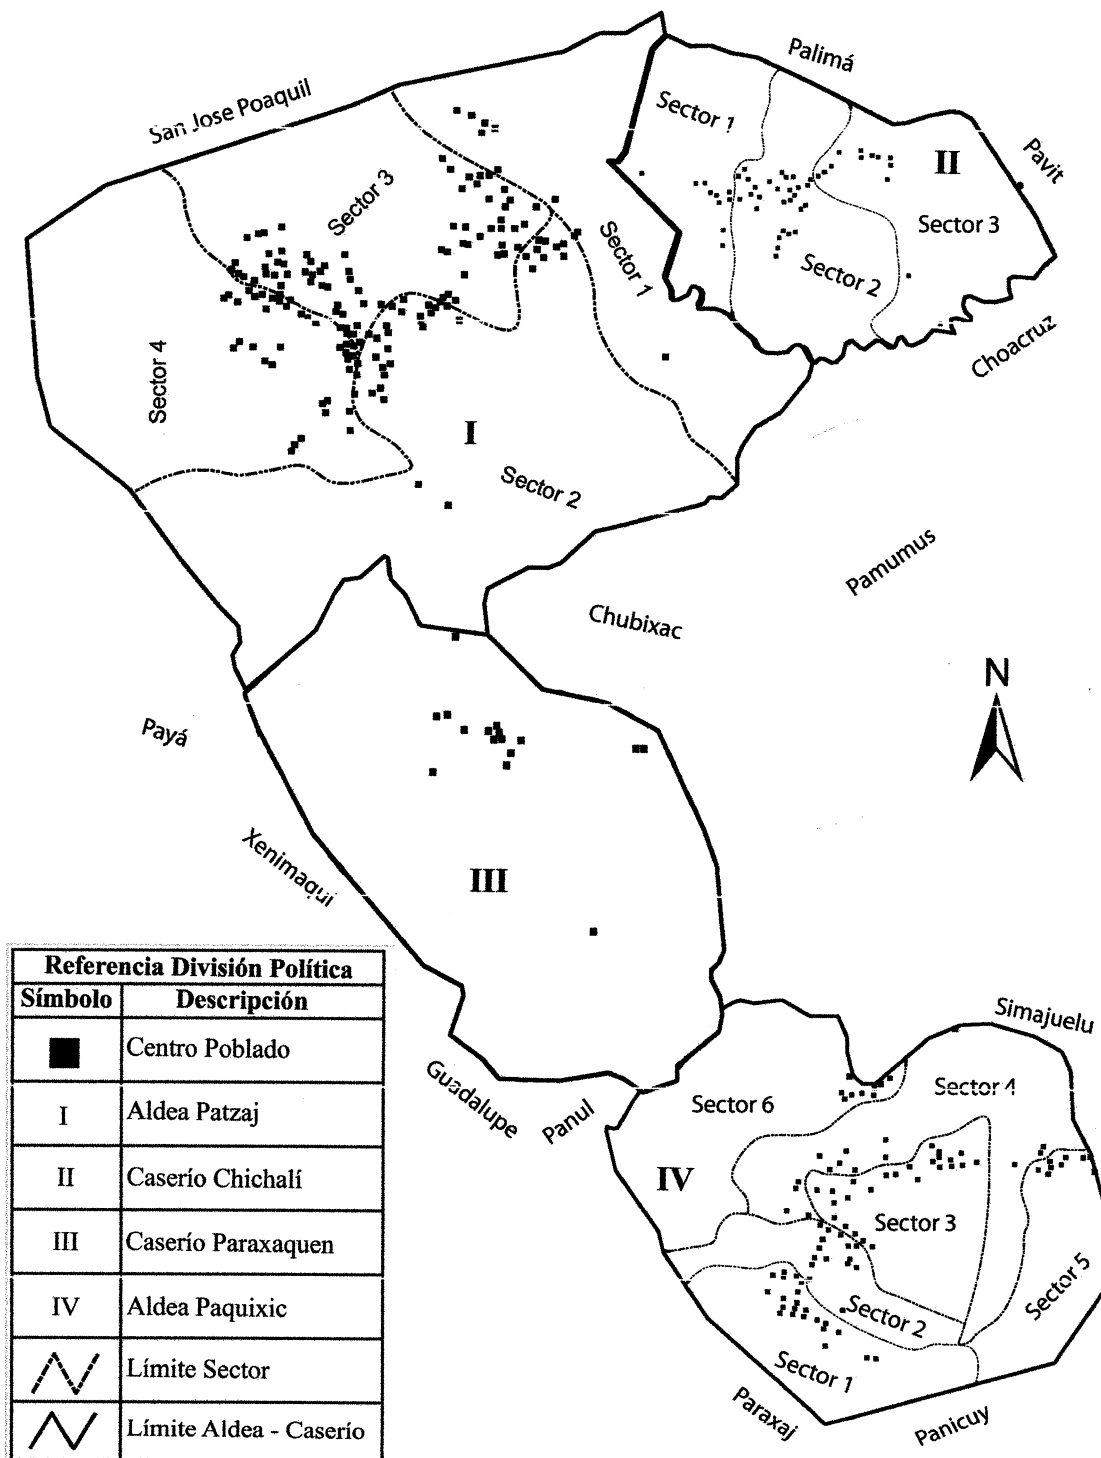 Palimá
San Jose Poaquil
Sector 1
II
Pavit
Sector 3
Sector 3
Sector 1
Sector 2
Choacruz
Sector 4
I
Sector 2
Pamumus
Chubixac
N
Payá
Xenimaqui
III
Referencia División Política
Símbolo Descripción
Centro Poblado
I Aldea Patzaj
II Caserío Chichalí
III Caserío Paraxaquen
IV Aldea Paquixic
Límite Sector
Límite Aldea - Caserío
Simajuelu
Guadalupe
Panul
Sector 6
Sector 4
IV
Sector 3
Sector 5
Sector 2
Sector 1
Paraxaj
Panicuy